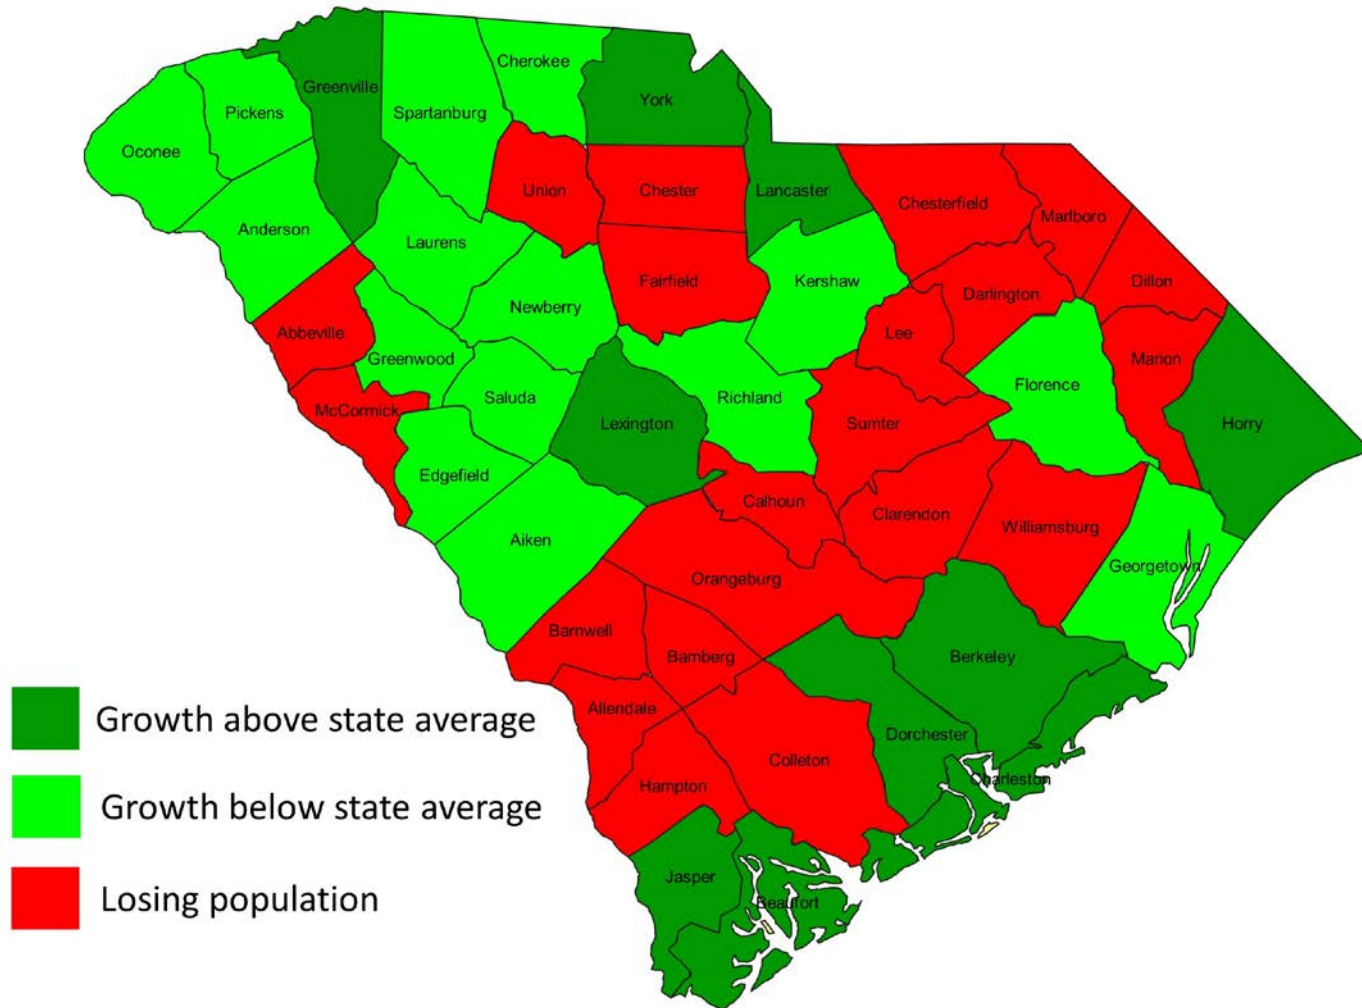 Cherokee
Greenville
York
Pickens
Spartanburg
Oconee
Union
Chester
Lancaster
Chesterfield
Marlboro
Anderson
Laurens
Fairfield
Kershaw
Dillon
Darlington
Newberry
Abbeville
Lee
Greenwood
Marion
Florence
Saluda
Richland
McCormick
Lexington
Sumter
Horry
Edgefield
Calhoun
Clarendon
Williamsburg
Aiken
Georgetown
Orangeburg
Barnwell
Bamberg
Berkeley
Allendale
Growth above state average
Dorchester
Colleton
Charleston
Hampton
Growth below state average
Jasper
Losing population
Beaufort